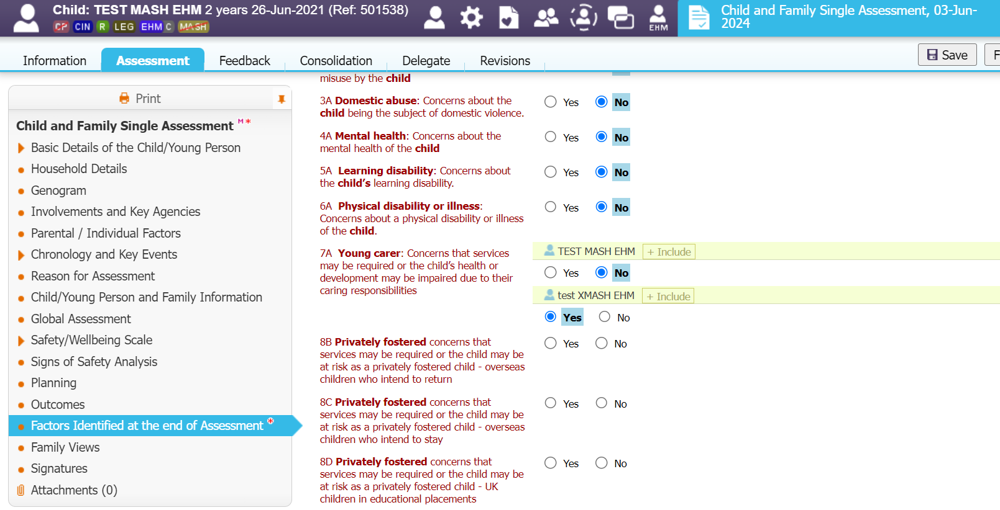 Child: TEST MASH EHM 2 years 26-Jun-2021 (Ref: 501538)
CP CIN R LEG EHM C MASH
EHM
Child and Family Single Assessment, 03-Jun-
2024
Information Assessment Feedback Consolidation Delegate Revisions
Save F
Print
Child and Family Single Assessment M *
Basic Details of the Child/Young Person
Household Details
Genogram
Involvements and Key Agencies
Parental / Individual Factors
Chronology and Key Events
Reason for Assessment
Child/Young Person and Family Information
Global Assessment
Safety/Wellbeing Scale
Signs of Safety Analysis
Planning
Outcomes
Factors Identified at the end of Assessment *
Family Views
Signatures
Attachments (0)
misuse by the child
3A Domestic abuse: Concerns about the
child being the subject of domestic violence.
Yes No
4A Mental health: Concerns about the
mental health of the child
Yes No
5A Learning disability: Concerns about
the child’s learning disability.
Yes No
6A Physical disability or illness:
Concerns about a physical disability or illness
of the child.
Yes No
7A Young carer: Concerns that services
may be required or the child’s health or
development may be impaired due to their
caring responsibilities
TEST MASH EHM + Include
Yes No
test XMASH EHM + Include
Yes No
8B Privately fostered concerns that
services may be required or the child may be
at risk as a privately fostered child - overseas
children who intend to return
Yes No
8C Privately fostered concerns that
services may be required or the child may be
at risk as a privately fostered child - overseas
children who intend to stay
Yes No
8D Privately fostered concerns that
services may be required or the child may be
at risk as a privately fostered child - UK
children in educational placements
Yes No